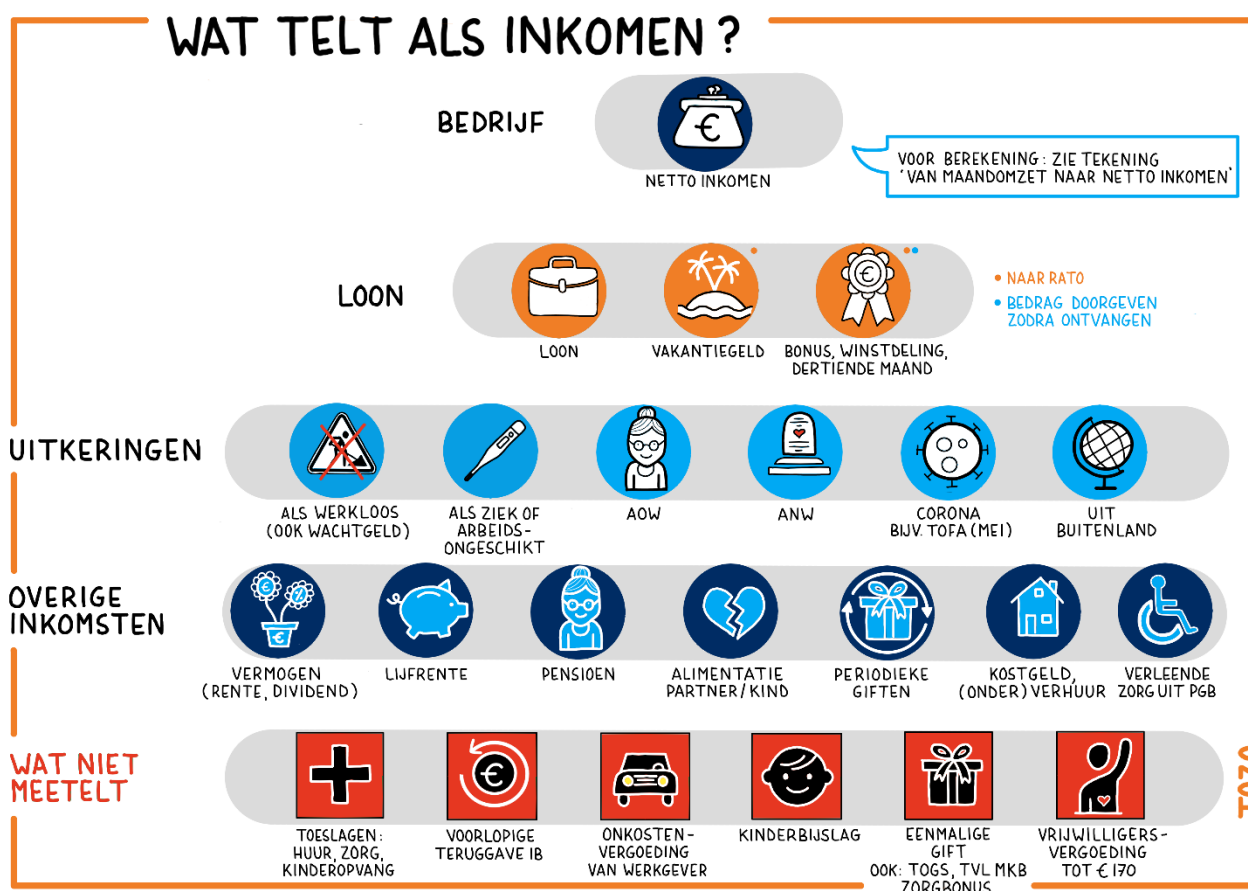 WAT TELT ALS INKOMEN?
BEDRIJF
NETTO INKOMEN
VOOR BEREKENING: ZIE TEKENING
'VAN MAANDOMZET NAAR NETTO INKOMEN'
LOON
LOON
VAKANTIEGELD
BONUS, WINSTDELING,
DERTIENDE MAAND
• NAAR RATO
• BEDRAG DOORGEVEN
ZODRA ONTVANGEN
UITKERINGEN
ALS WERKLOOS
(OOK WACHTGELD)
ALS ZIEK OF
ARBEIDS-
ONGESCHIKT
AOW
ANW
CORONA
BIJV. TOFA (MEI)
UIT
BUITENLAND
OVERIGE
INKOMSTEN
VERMOGEN
(RENTE, DIVIDEND)
LIJFRENTE
PENSIOEN
ALIMENTATIE
PARTNER/KIND
PERIODIEKE
GIFTEN
KOSTGELD,
(ONDER)VERHUUR
VERLEENDE
ZORG UIT PGB
WAT NIET
MEETELT
TOESLAGEN:
HUUR, ZORG,
KINDEROPVANG
VOORLOPIGE
TERUGGAVE IB
ONKOSTEN-
VERGOEDING
VAN WERKGEVER
KINDERBIJSLAG
EENMALIGE
GIFT
OOK: TOGS, TVL MKB
ZORGBONUS
VRIJWILLIGERS-
VERGOEDING
TOT € 170